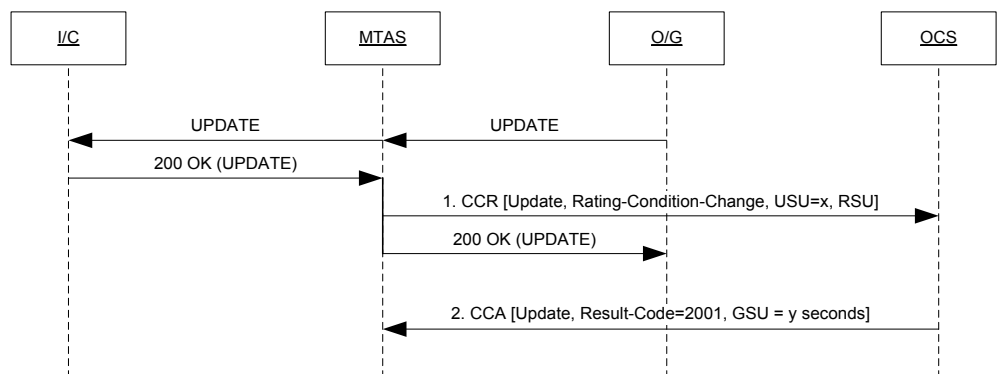 I/C
MTAS
O/G
OCS
UPDATE
UPDATE
200 OK (UPDATE)
1. CCR [Update, Rating-Condition-Change, USU=x, RSU]
200 OK (UPDATE)
2. CCA [Update, Result-Code=2001, GSU = y seconds]